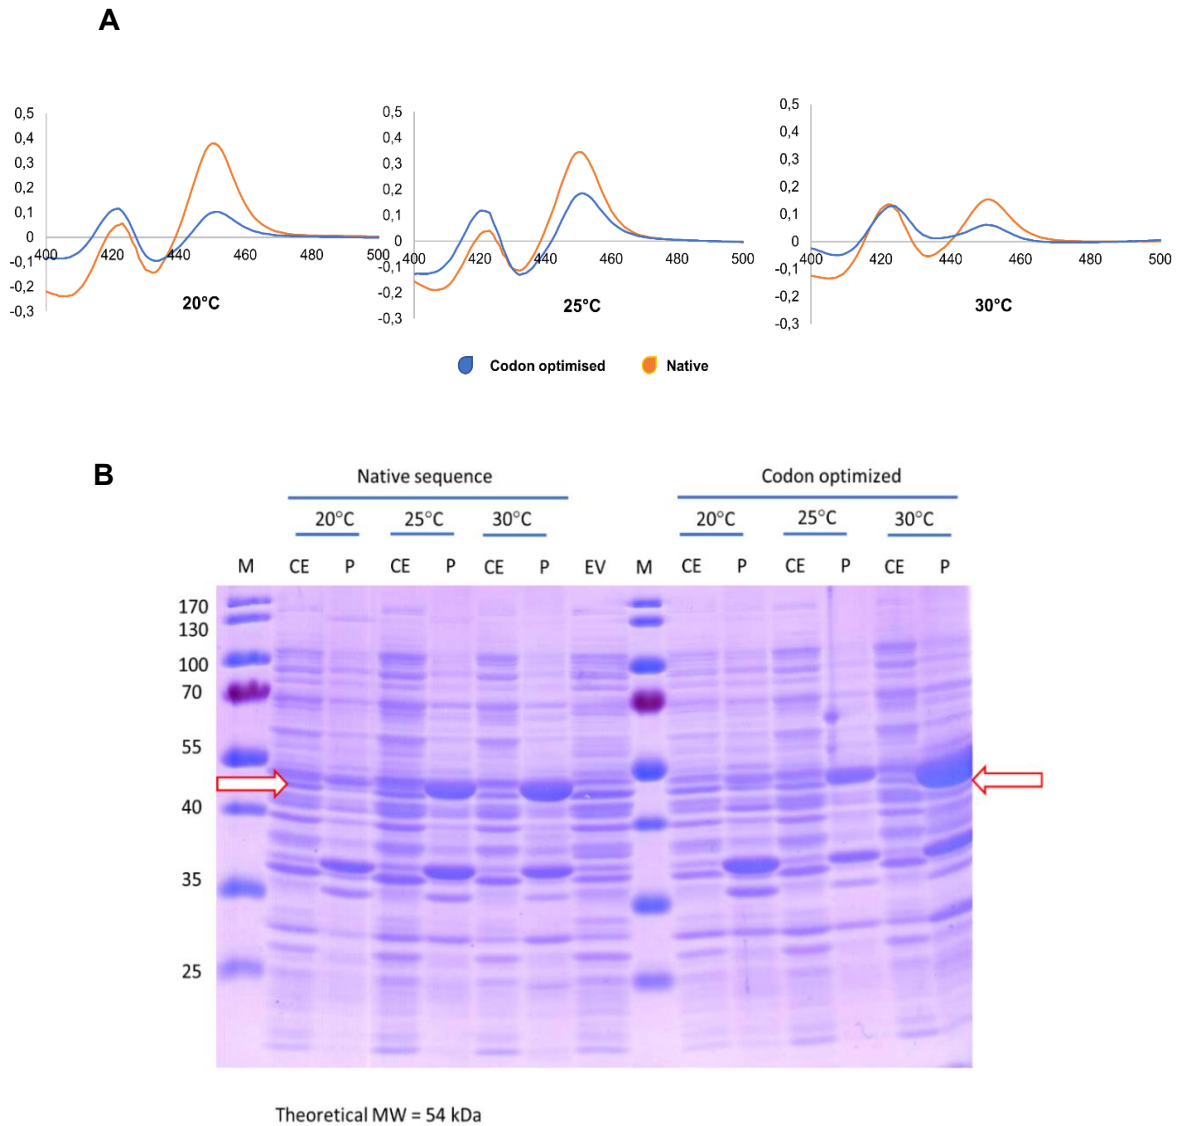 A
0,5
0,4
0,3
0,2
0,1
0
-0,1
-0,2
-0,3
400 420 440 460 480 500
20°C
0,5
0,4
0,3
0,2
0,1
0
-0,1
-0,2
-0,3
400 420 440 460 480 500
25°C
0,5
0,4
0,3
0,2
0,1
0
-0,1
-0,2
-0,3
400 420 440 460 480 500
30°C
Codon optimised Native
B
Native sequence Codon optimized
20°C 25°C 30°C 20°C 25°C 30°C
M CE P CE P CE P EV M CE P CE P CE P
170
130
100
70
55
40
35
25
Theoretical MW = 54 kDa